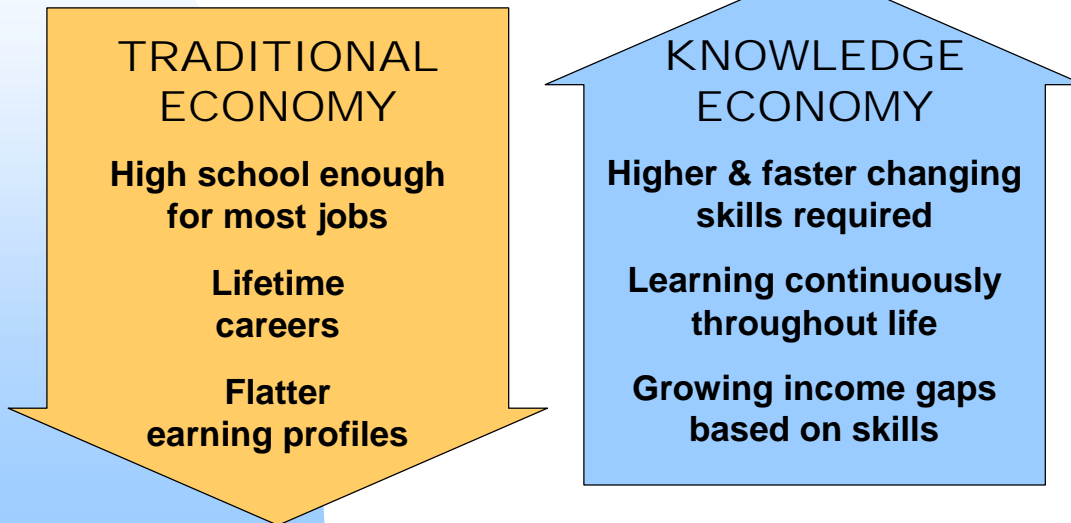 TRADITIONAL
ECONOMY
High school enough
for most jobs
Lifetime
careers
Flatter
earning profiles
KNOWLEDGE
ECONOMY
Higher & faster changing
skills required
Learning continuously
throughout life
Growing income gaps
based on skills